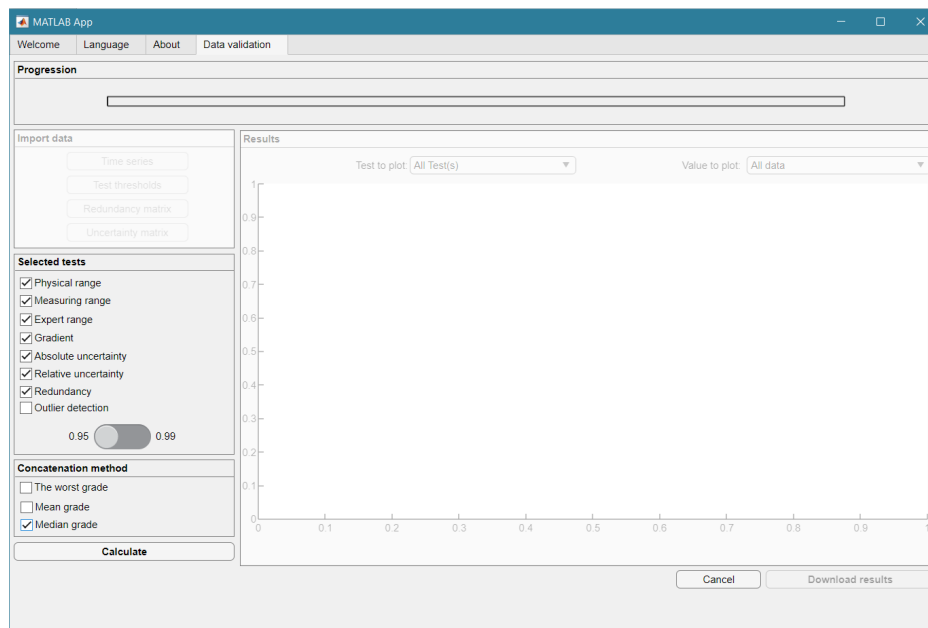 MATLAB App
Welcome Language About Data validation
Progression
Import data
Time series
Test thresholds
Redundancy matrix
Uncertainty matrix
Selected tests
Physical range
Measuring range
Expert range
Gradient
Absolute uncertainty
Relative uncertainty
Redundancy
Outlier detection
0.95 0.99
Concatenation method
The worst grade
Mean grade
Median grade
Calculate
Results
Test to plot: All Test(s) Value to plot: All data
1
0.9
0.8
0.7
0.6
0.5
0.4
0.3
0.2
0.1
0
0 0.1 0.2 0.3 0.4 0.5 0.6 0.7 0.8 0.9 1
Cancel Download results